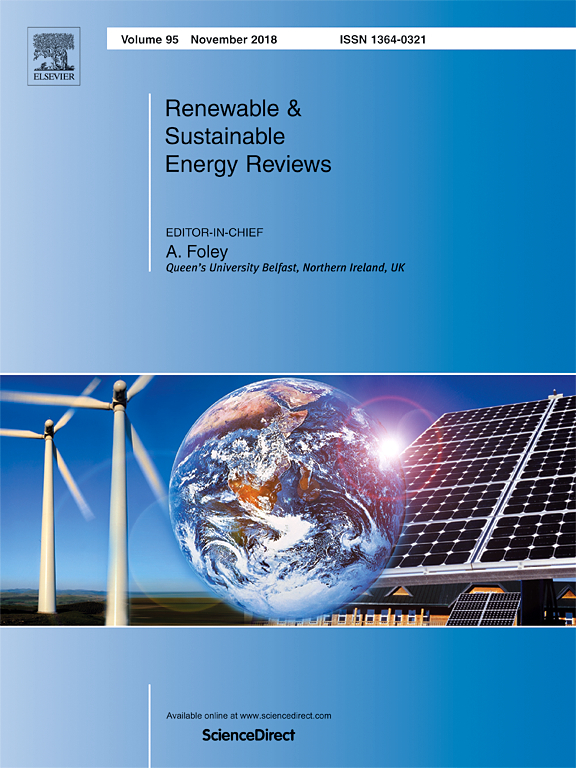 Volume 95 November 2018 ISSN 1364-0321
ELSEVIER
Renewable &
Sustainable
Energy Reviews
EDITOR-IN-CHIEF
A. Foley
Queen's University Belfast, Northern Ireland, UK
Available online at www.sciencedirect.com
ScienceDirect